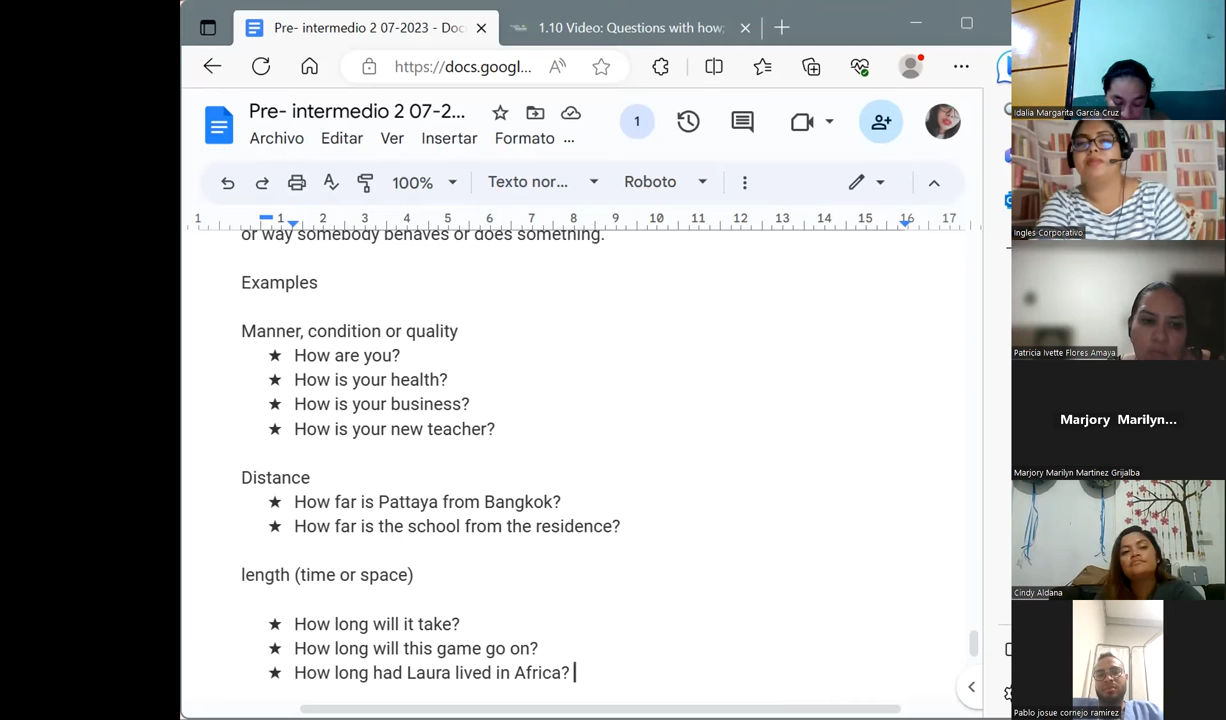 Pre- intermedio 2 07-2023 - Doc
1.10 Video: Questions with how;
https://docs.googl...
Pre- intermedio 2 07-2...
1
Archivo Editar Ver Insertar Formato ...
100% Texto nor... Roboto
1 1 2 3 4 5 6 7 8 9 10 11 12 13 14 15 16 17
or way somebody behaves or does something.
Examples
Manner, condition or quality
★ How are you?
★ How is your health?
★ How is your business?
★ How is your new teacher?
Distance
★ How far is Pattaya from Bangkok?
★ How far is the school from the residence?
length (time or space)
★ How long will it take?
★ How long will this game go on?
★ How long had Laura lived in Africa?
Idalia Margarita García Cruz
Ingles Corporativo
Patricia Ivette Flores Amaya
Marjory Marilyn...
Marjory Marilyn Martinez Grijalba
Cindy Aldana
Pablo josue cornejo ramirez